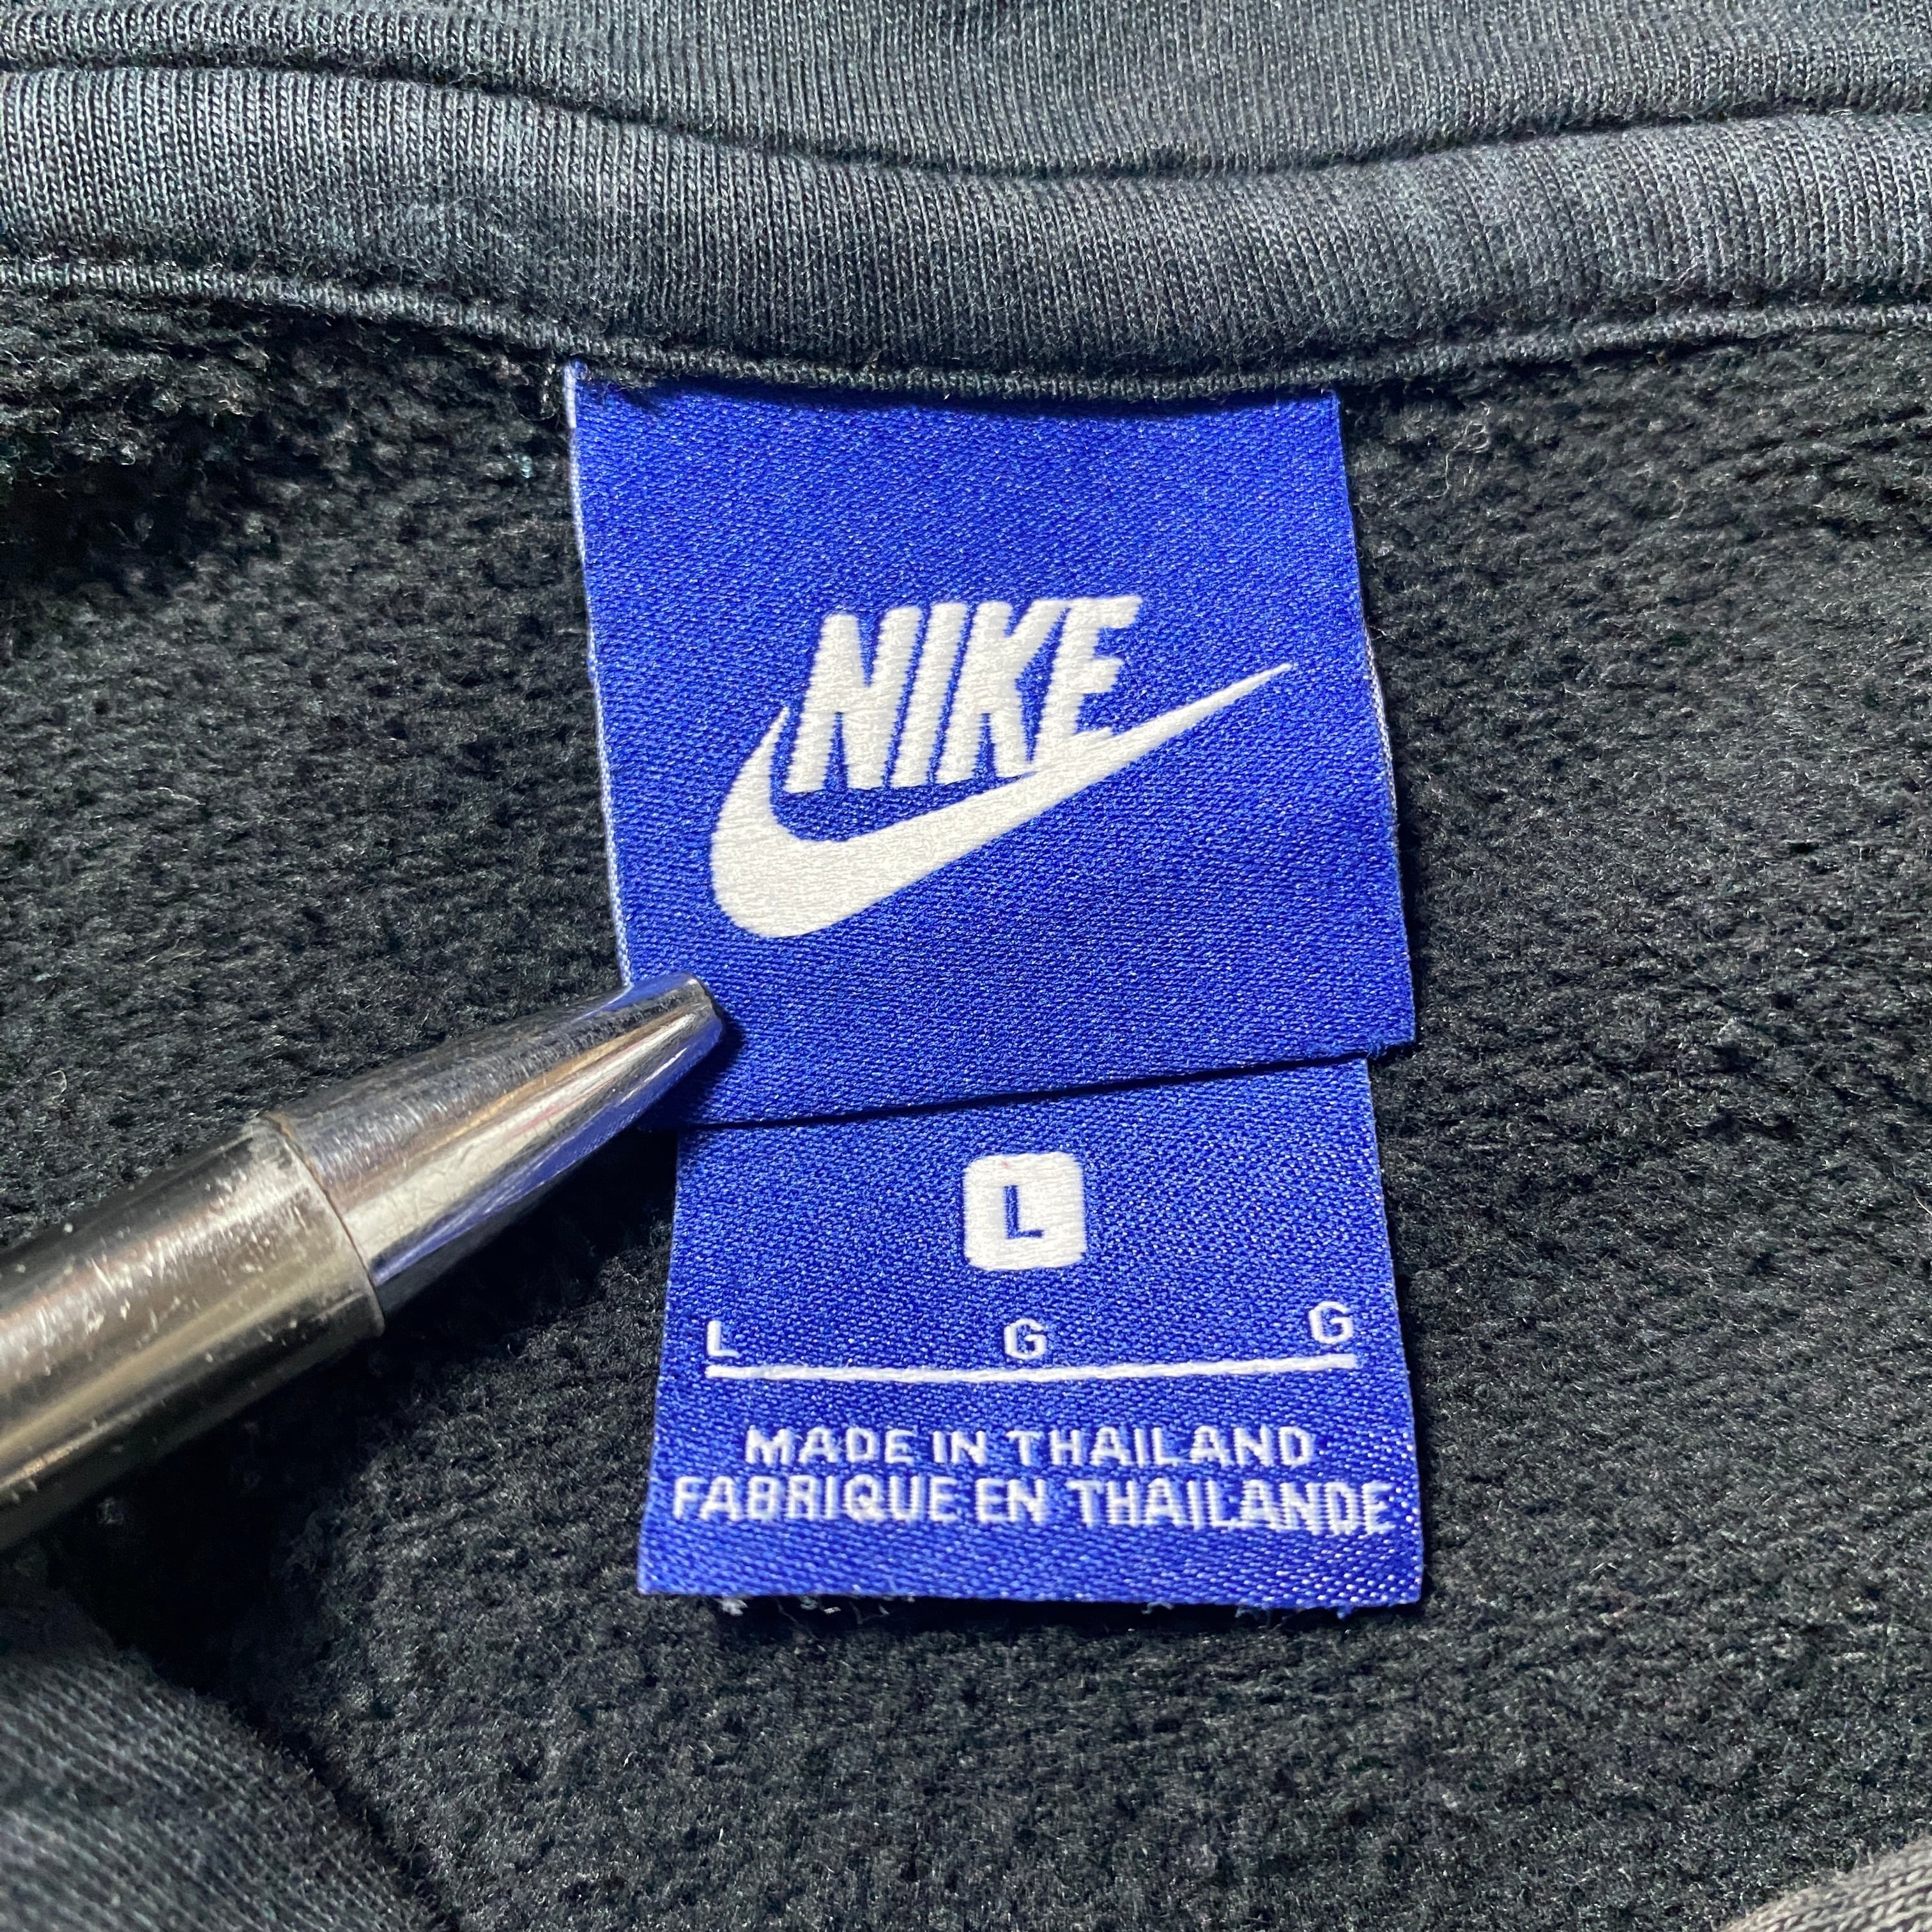 NIKE
L
L G G
MADE IN THAILAND
FABRIQUE EN THAILANDE